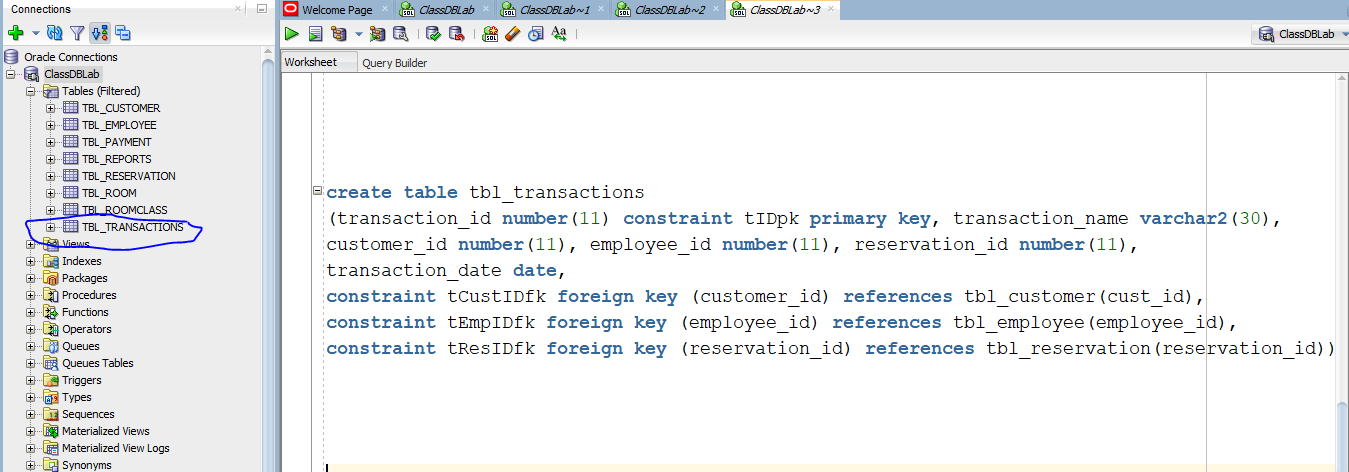 Connections
Oracle Connections
ClassDBLab
Tables (Filtered)
TBL_CUSTOMER
TBL_EMPLOYEE
TBL_PAYMENT
TBL_REPORTS
TBL_RESERVATION
TBL_ROOM
TBL_ROOMCLASS
TBL_TRANSACTIONS
Views
Indexes
Packages
Procedures
Functions
Operators
Queues
Queues Tables
Triggers
Types
Sequences
Materialized Views
Materialized View Logs
Synonyms
Welcome Page ClassDBLab ClassDBLab~1 ClassDBLab~2 ClassDBLab~3
ClassDBLab
Worksheet Query Builder
create table tbl_transactions
(transaction_id number(11) constraint tIDpk primary key, transaction_name varchar2(30),
customer_id number(11), employee_id number(11), reservation_id number(11),
transaction_date date,
constraint tCustIDfk foreign key (customer_id) references tbl_customer(cust_id),
constraint tEmpIDfk foreign key (employee_id) references tbl_employee(employee_id),
constraint tResIDfk foreign key (reservation_id) references tbl_reservation(reservation_id))